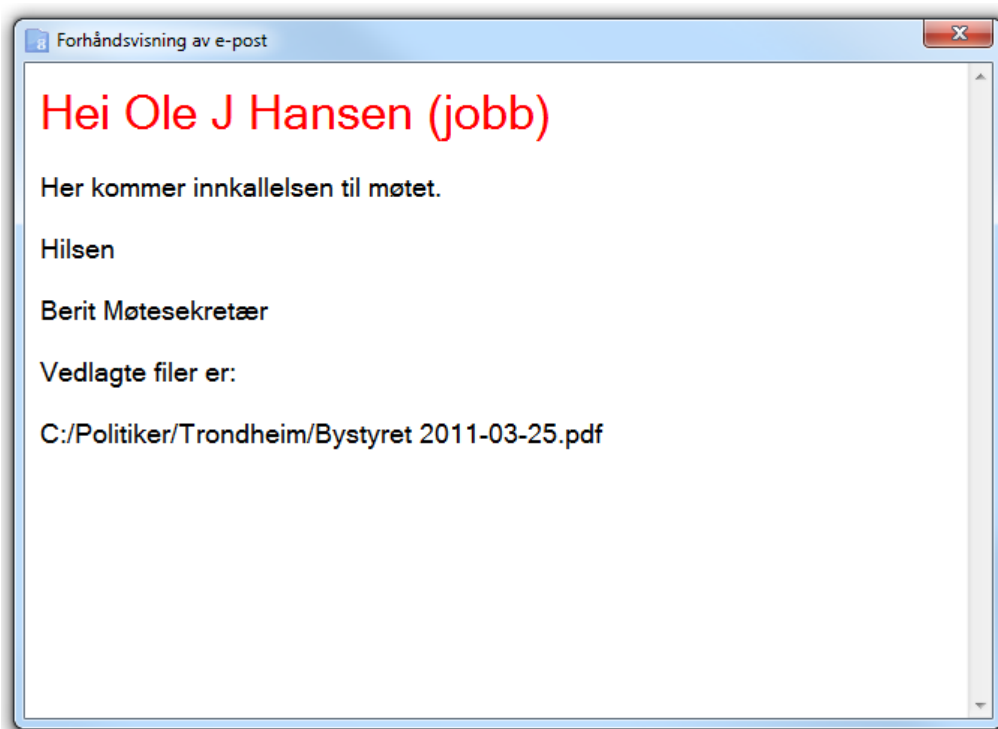 Forhåndsvisning av e-post
Hei Ole J Hansen (jobb)
Her kommer innkallelsen til møtet.
Hilsen
Berit Møtesekretær
Vedlagte filer er:
C:/Politiker/Trondheim/Bystyret 2011-03-25.pdf